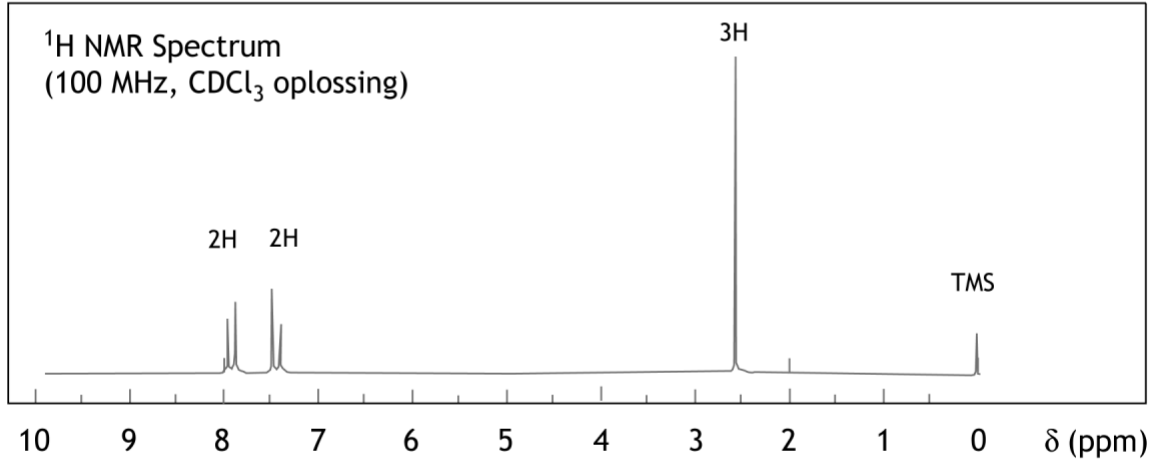 ¹H NMR Spectrum
(100 MHz, CDCl₃ oplossing)
3H
2H 2H
TMS
10 9 8 7 6 5 4 3 2 1 0 δ (ppm)